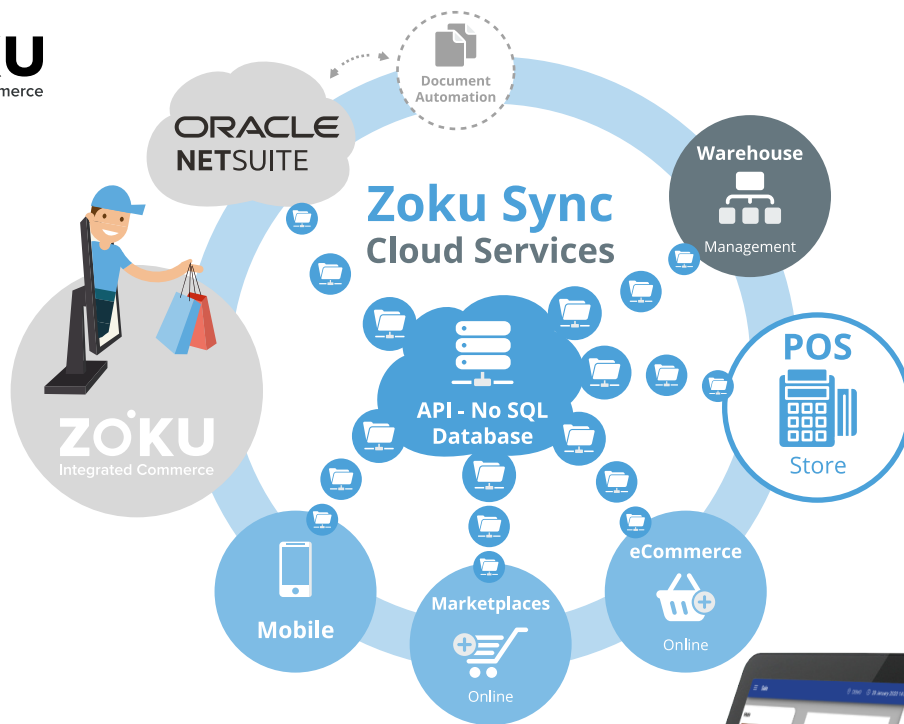 KU
merce
Document
Automation
ORACLE
NETSUITE
Warehouse
Management
Zoku Sync
Cloud Services
POS
Store
API - No SQL
Database
ZOKU
Integrated Commerce
eCommerce
Online
Mobile
Marketplaces
Online